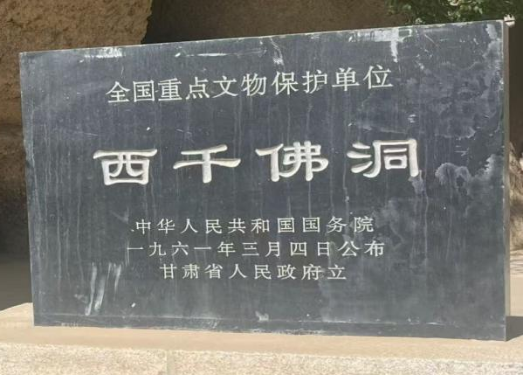 全国重点文物保护单位
西千佛洞
中华人民共和国国务院
一九六一年三月四日公布
甘肃省人民政府立